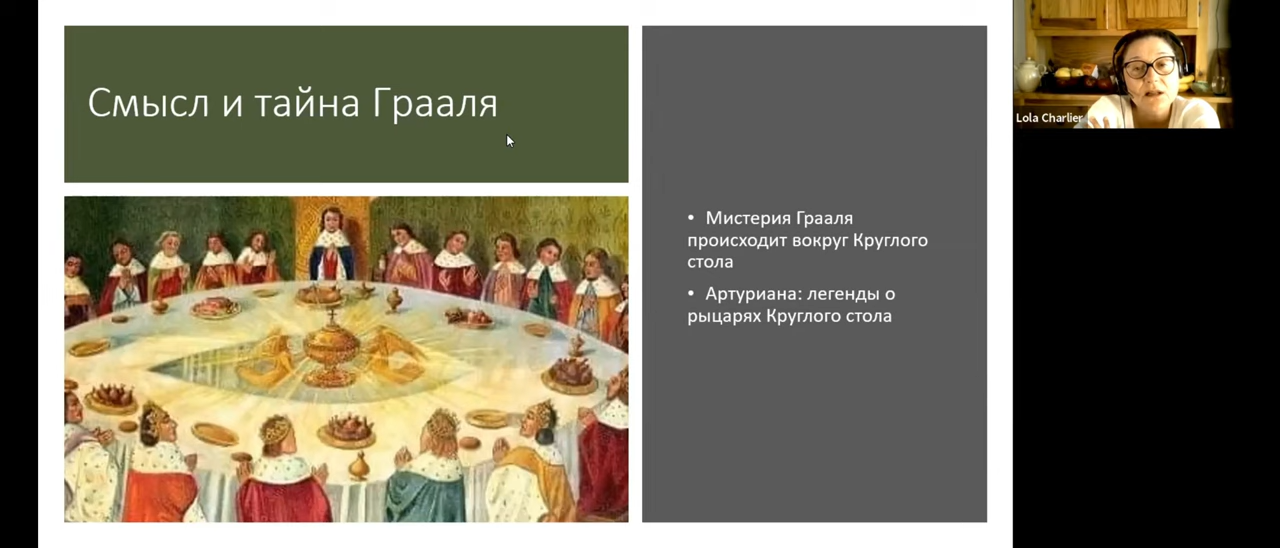 Смысл и тайна Грааля
• Мистерия Грааля
происходит вокруг Круглого
стола
• Артуриана: легенды о
рыцарях Круглого стола
Lola Charlier